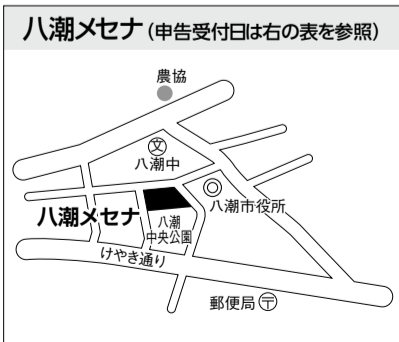 八潮メセナ(申告受付日は右の表を参照)
農協
文
八潮中
八潮市役所
八潮メセナ
八潮
中央公園
けやき通り
郵便局〒